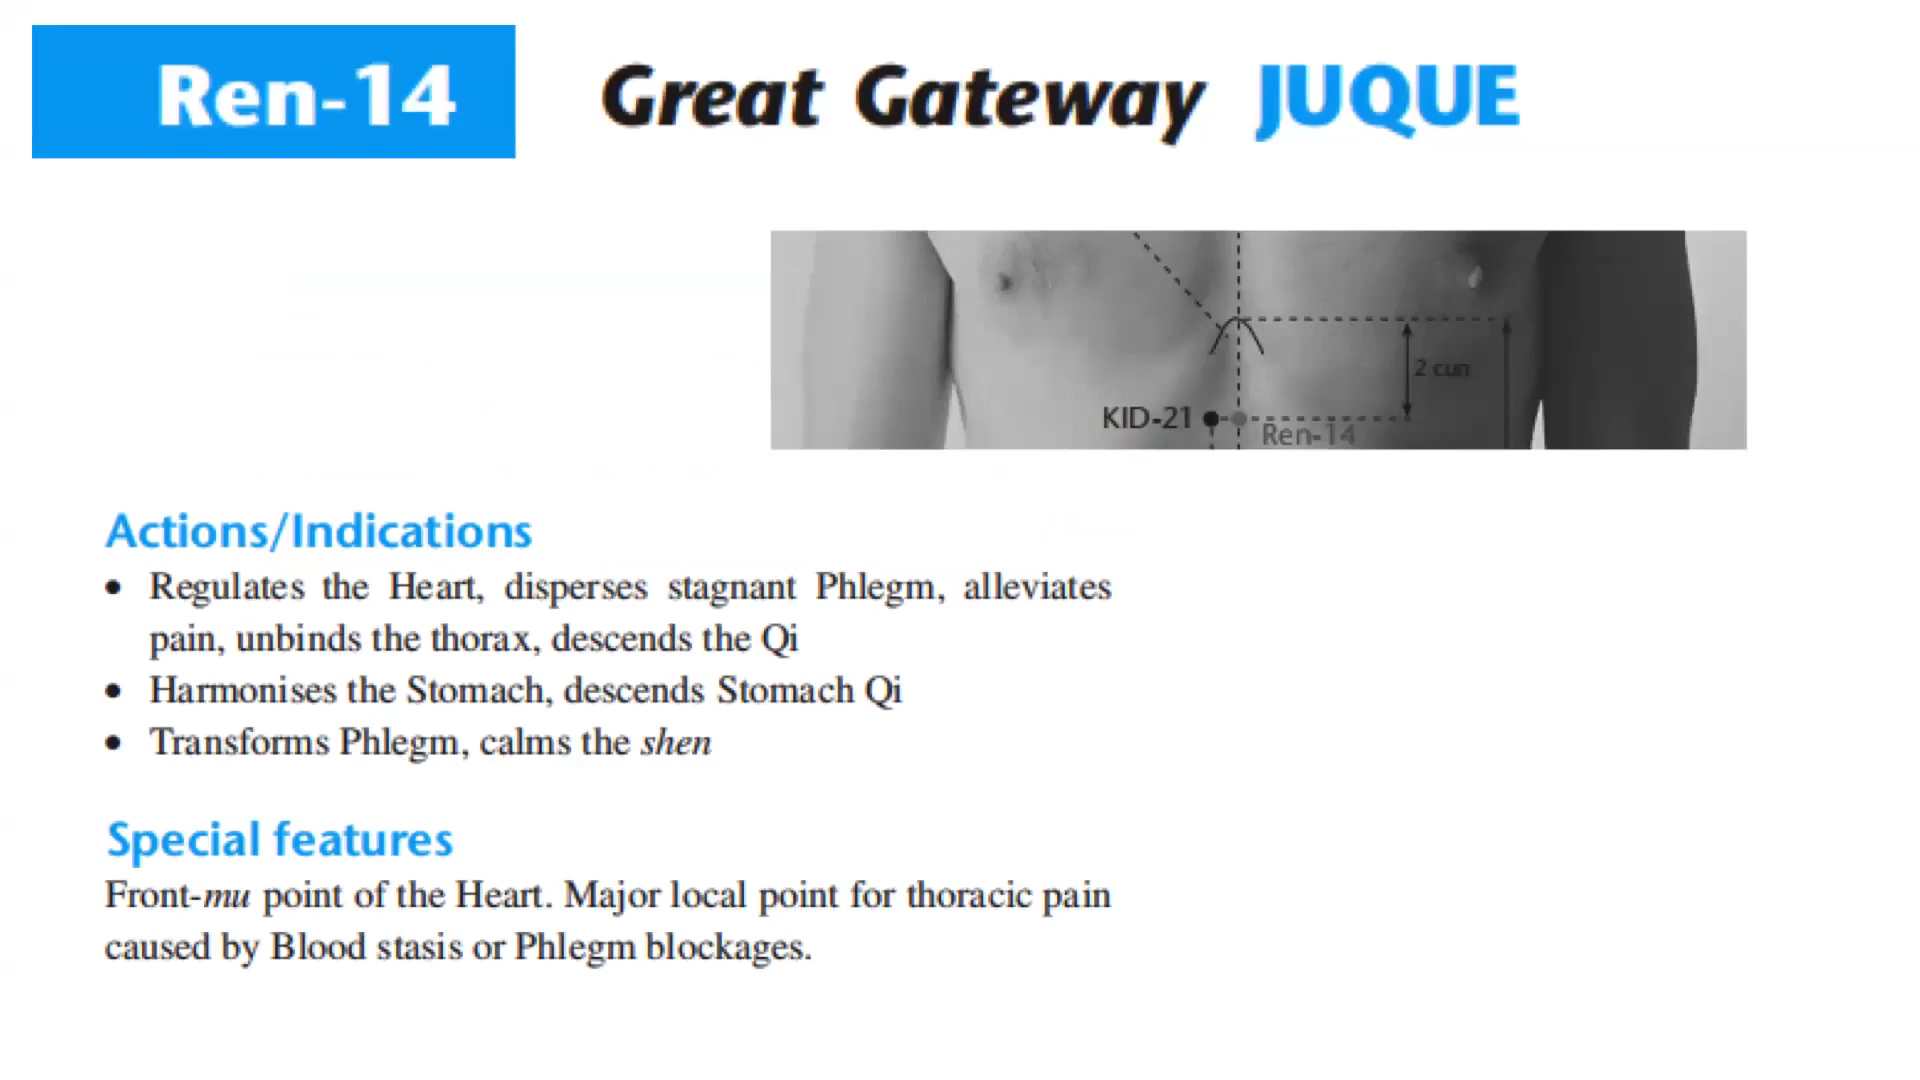 Ren-14 Great Gateway JUQUE
2 cun
KID-21
Ren-14
Actions/Indications
• Regulates the Heart, disperses stagnant Phlegm, alleviates
pain, unbinds the thorax, descends the Qi
• Harmonises the Stomach, descends Stomach Qi
• Transforms Phlegm, calms the shen
Special features
Front-mu point of the Heart. Major local point for thoracic pain
caused by Blood stasis or Phlegm blockages.